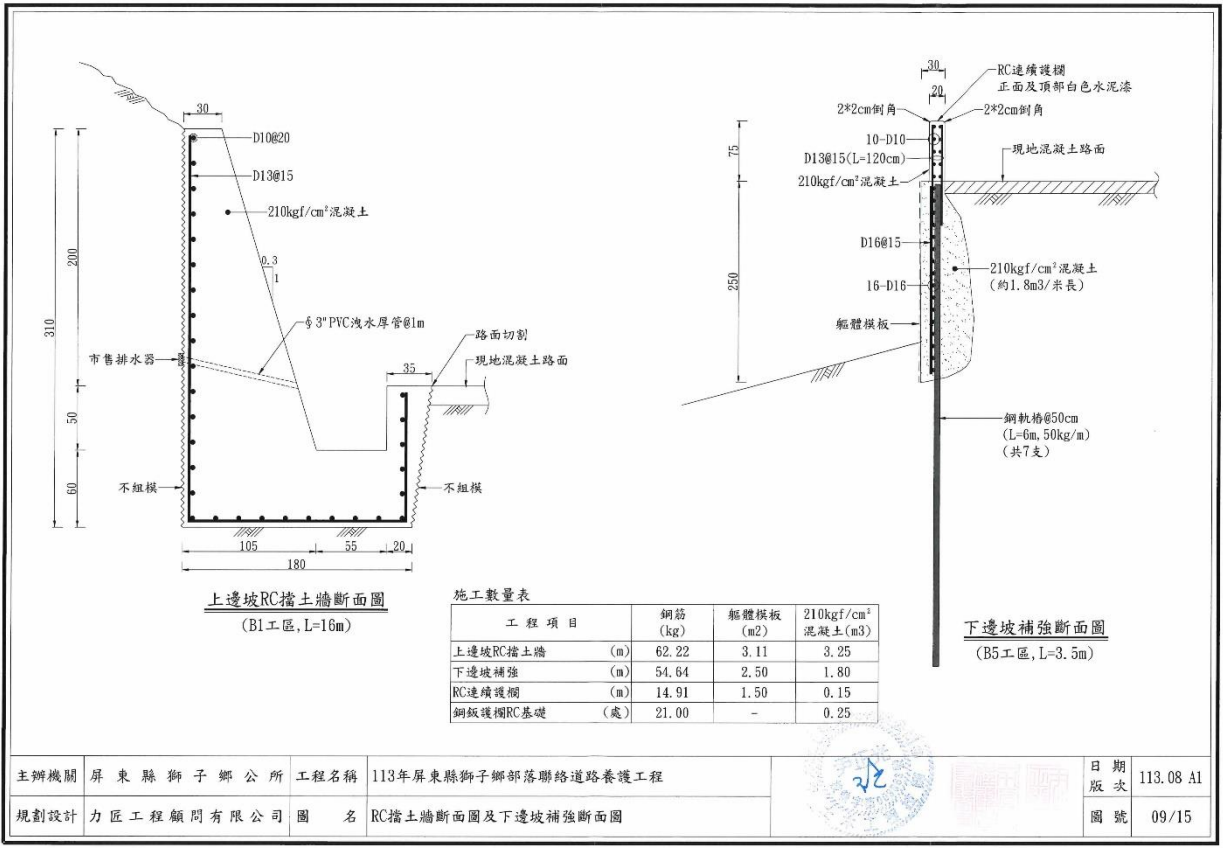 30
D10@20
D13@15
210kgf/cm²混凝土
0.3
1
200
310
∮3"PVC洩水厚管@1m
市售排水器
路面切割
35
現地混凝土路面
50
60
不組模
不組模
105
55
20
180
上邊坡RC擋土牆斷面圖
(B1工區,L=16m)
30
20
RC連續護欄
正面及頂部白色水泥漆
2*2cm倒角
2*2cm倒角
75
10-D10
D13@15(L=120cm)
210kgf/cm²混凝土
現地混凝土路面
D16@15
250
16-D16
210kgf/cm²混凝土
(約1.8m3/米長)
軀體模板
鋼軌樁@50cm
(L=6m,50kg/m)
(共7支)
下邊坡補強斷面圖
(B5工區,L=3.5m)
施工數量表
工程項目 鋼筋(kg) 軀體模板(m2) 210kgf/cm²混凝土(m3)
上邊坡RC擋土牆 (m) 62.22 3.11 3.25
下邊坡補強 (m) 54.64 2.50 1.80
RC連續護欄 (m) 14.91 1.50 0.15
鋼鈑護欄RC基礎 (處) 21.00 - 0.25
主辦機關 屏東縣獅子鄉公所 工程名稱 113年屏東縣獅子鄉部落聯絡道路養護工程
日期版次 113.08 A1
規劃設計 力匠工程顧問有限公司 圖名 RC擋土牆斷面圖及下邊坡補強斷面圖
圖號 09/15